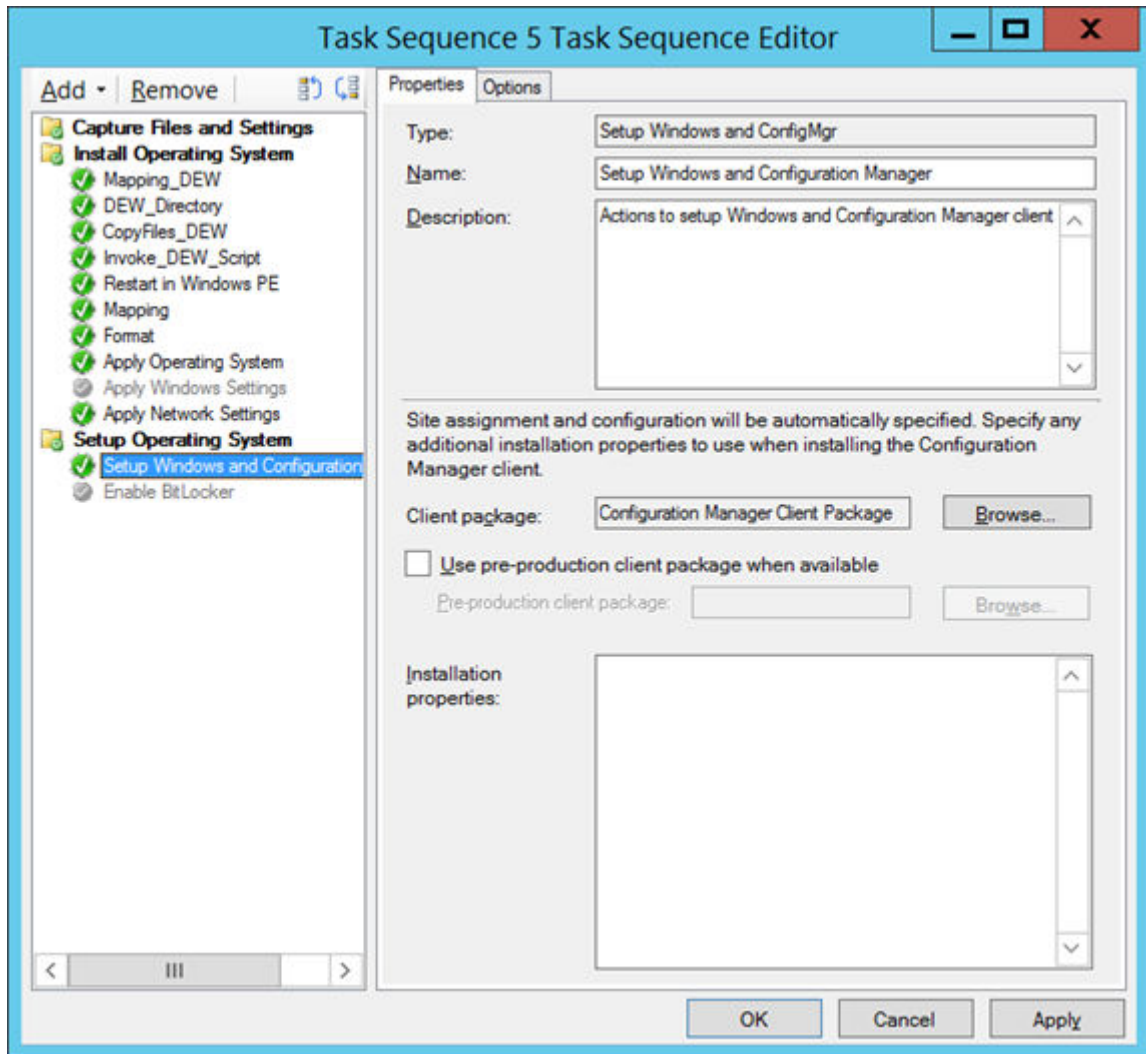 Task Sequence 5 Task Sequence Editor
Add
Remove
Capture Files and Settings
Install Operating System
Mapping_DEW
DEW_Directory
CopyFiles_DEW
Invoke_DEW_Script
Restart in Windows PE
Mapping
Format
Apply Operating System
Apply Windows Settings
Apply Network Settings
Setup Operating System
Setup Windows and Configuration
Enable BitLocker
Properties
Options
Type:
Setup Windows and ConfigMgr
Name:
Setup Windows and Configuration Manager
Description:
Actions to setup Windows and Configuration Manager client
Site assignment and configuration will be automatically specified. Specify any
additional installation properties to use when installing the Configuration
Manager client.
Client package:
Configuration Manager Client Package
Browse...
Use pre-production client package when available
Pre-production client package:
Browse...
Installation
properties:
OK
Cancel
Apply